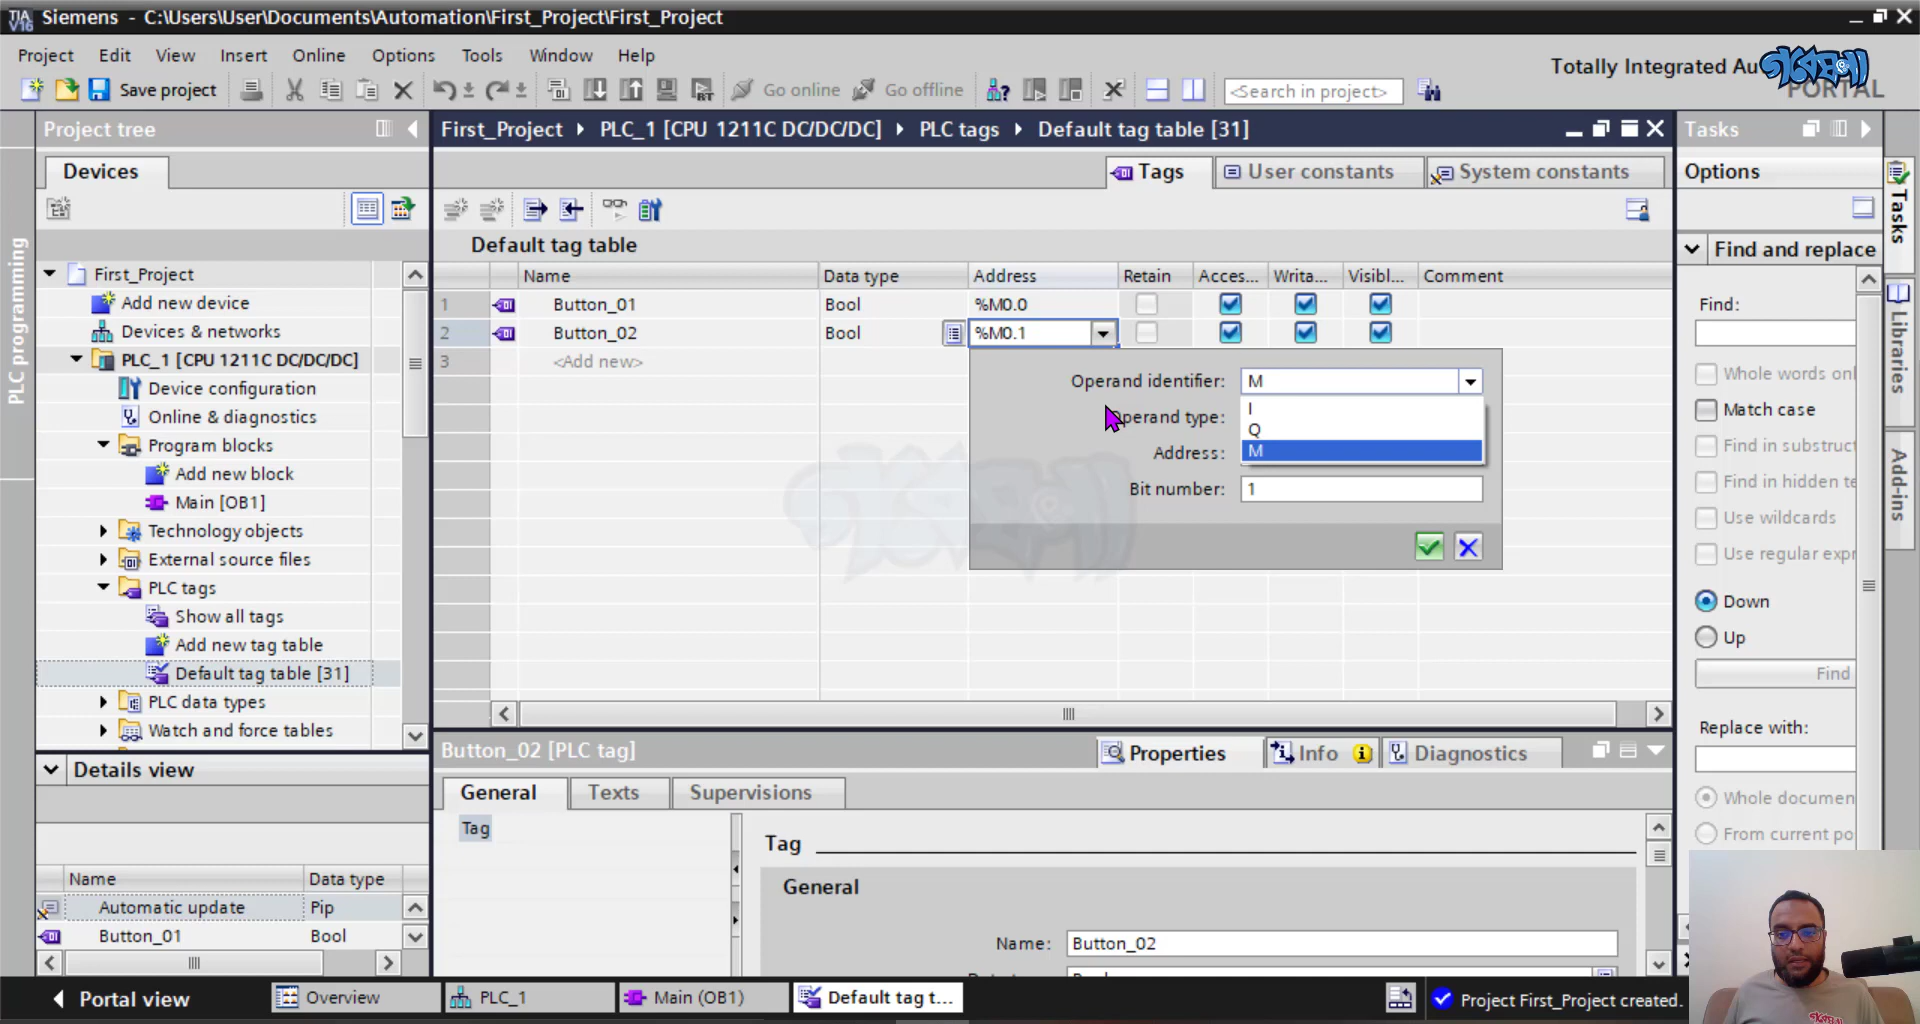 TIA V16 Siemens - C:\Users\User\Documents\Automation\First_Project\First_Project
Project Edit View Insert Online Options Tools Window Help
Totally Integrated Au
PORTAL
Save project Go online Go offline <Search in project>
Project tree
First_Project PLC_1 [CPU 1211C DC/DC/DC] PLC tags Default tag table [31]
Tasks
Devices
Tags User constants System constants
Options
Default tag table
Find and replace
Name Data type Address Retain Acces... Writa... Visibl... Comment
1 Button_01 Bool %M0.0
2 Button_02 Bool %M0.1
3 <Add new>
Operand identifier: M
I
Q
M
Operand type:
Address:
Bit number: 1
PLC programming
First_Project
Add new device
Devices & networks
PLC_1 [CPU 1211C DC/DC/DC]
Device configuration
Online & diagnostics
Program blocks
Add new block
Main [OB1]
Technology objects
External source files
PLC tags
Show all tags
Add new tag table
Default tag table [31]
PLC data types
Watch and force tables
Find:
Whole words onl
Match case
Find in substruct
Find in hidden te
Use wildcards
Use regular expr
Down
Up
Find
Replace with:
Whole documen
From current po
Tasks
Libraries
Add-ins
Details view
Name Data type
Automatic update Pip
Button_01 Bool
Button_02 [PLC tag]
Properties Info Diagnostics
General Texts Supervisions
Tag
Tag
General
Name: Button_02
Portal view Overview PLC_1 Main (OB1) Default tag t...
Project First_Project created.